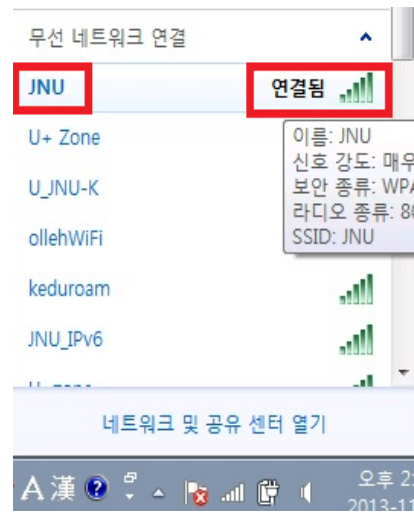 무선 네트워크 연결
JNU 연결됨
U+ Zone
이름: JNU
신호 강도: 매우
보안 종류: WPA
라디오 종류: 80
SSID: JNU
U_JNU-K
ollehWiFi
keduroam
JNU_IPv6
네트워크 및 공유 센터 열기
A 漢
오후 2:
2013-11